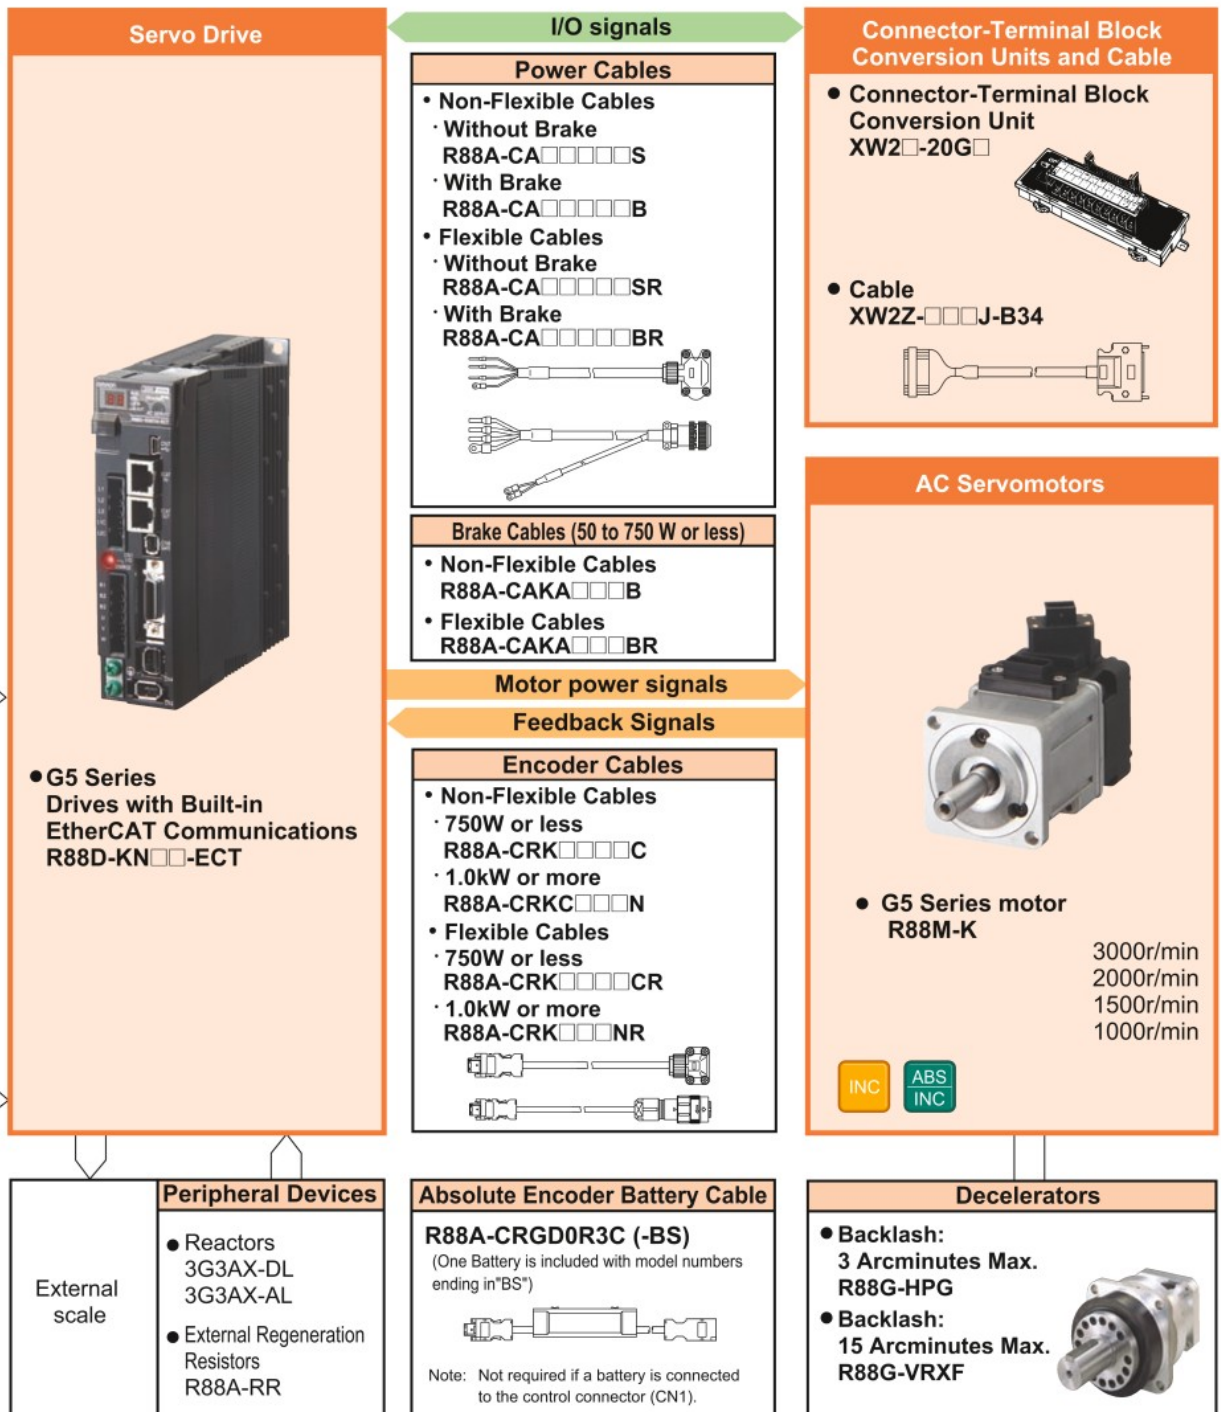 Servo Drive
● G5 Series
Drives with Built-in
EtherCAT Communications
R88D-KN□□-ECT
I/O signals
Power Cables
• Non-Flexible Cables
· Without Brake
R88A-CA□□□□□S
· With Brake
R88A-CA□□□□□B
• Flexible Cables
· Without Brake
R88A-CA□□□□□SR
· With Brake
R88A-CA□□□□□BR
Brake Cables (50 to 750 W or less)
• Non-Flexible Cables
R88A-CAKA□□□B
• Flexible Cables
R88A-CAKA□□□BR
Motor power signals
Feedback Signals
Encoder Cables
• Non-Flexible Cables
· 750W or less
R88A-CRK□□□□C
· 1.0kW or more
R88A-CRKC□□□N
• Flexible Cables
· 750W or less
R88A-CRK□□□□CR
· 1.0kW or more
R88A-CRK□□□NR
Connector-Terminal Block
Conversion Units and Cable
● Connector-Terminal Block
Conversion Unit
XW2□-20G□
● Cable
XW2Z-□□□J-B34
AC Servomotors
● G5 Series motor
R88M-K
3000r/min
2000r/min
1500r/min
1000r/min
INC
ABS
INC
External
scale
Peripheral Devices
● Reactors
3G3AX-DL
3G3AX-AL
● External Regeneration
Resistors
R88A-RR
Absolute Encoder Battery Cable
R88A-CRGD0R3C (-BS)
(One Battery is included with model numbers
ending in"BS")
Note: Not required if a battery is connected
to the control connector (CN1).
Decelerators
● Backlash:
3 Arcminutes Max.
R88G-HPG
● Backlash:
15 Arcminutes Max.
R88G-VRXF